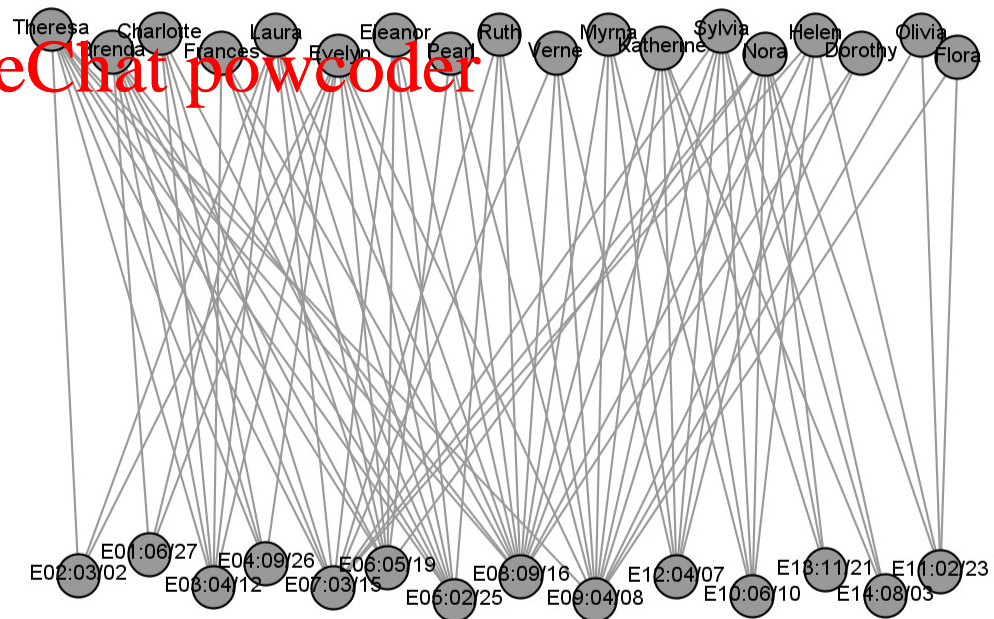 Theresa
Brenda
Charlotte
Frances
Laura
Evelyn
Eleanor
Pearl
Ruth
Verne
Myrna
Katherine
Sylvia
Nora
Helen
Dorothy
Olivia
Flora
eChat powcoder
E02:03/02
E01:06/27
E03:04/12
E04:09/26
E07:03/15
E06:05/19
E05:02/25
E08:09/16
E09:04/08
E12:04/07
E10:06/10
E13:11/21
E14:08/03
E11:02/23